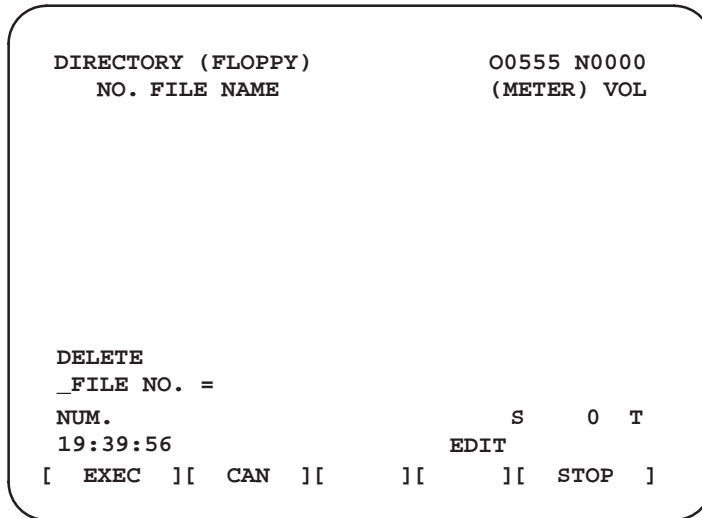 DIRECTORY (FLOPPY) O0555 N0000
NO. FILE NAME (METER) VOL
DELETE
_FILE NO. =
NUM. S 0 T
19:39:56 EDIT
[ EXEC ][ CAN ][ ][ ][ STOP ]